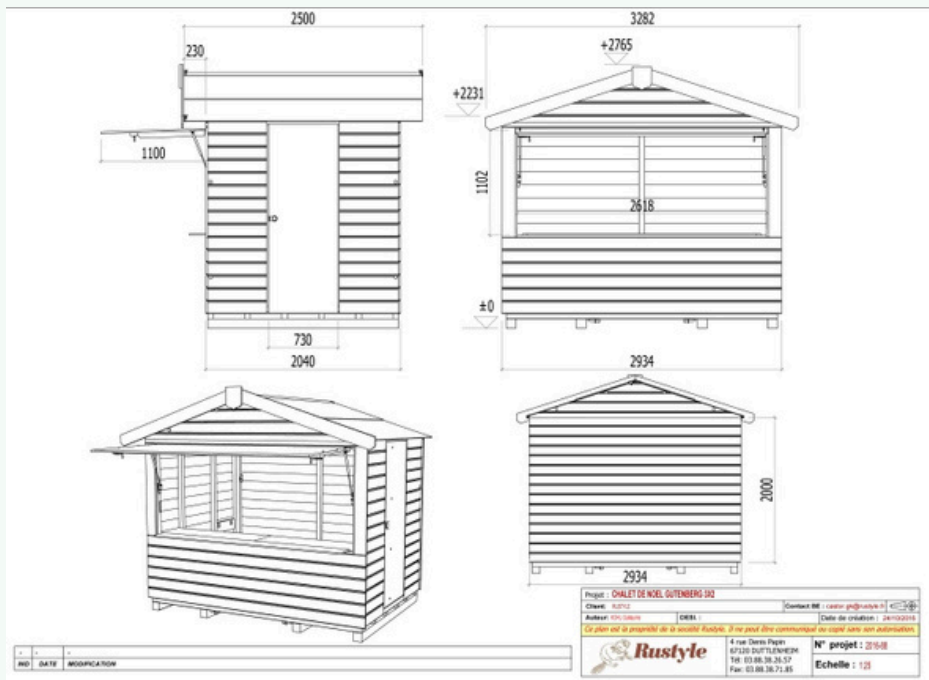 2500
3282
230
+2765
+2231
1100
1102
2618
±0
730
2040
2934
2000
2934
Projet : CHALET DE NOEL GUTENBERG 3X2
Client:
Contact BE :
Auteur:
DESL :
Date de création : 24/10/2016
Ce plan est la propriété de la société Rustyle. Il ne peut être communiqué ou copié sans son autorisation.
Rustyle
4 rue Denis Papin
67120 DUTTLENHEIM
Tél: 03.88.38.26.57
Fax: 03.88.38.71.85
N° projet : 2016-68
Echelle : 1:25
- - -
IND DATE MODIFICATION